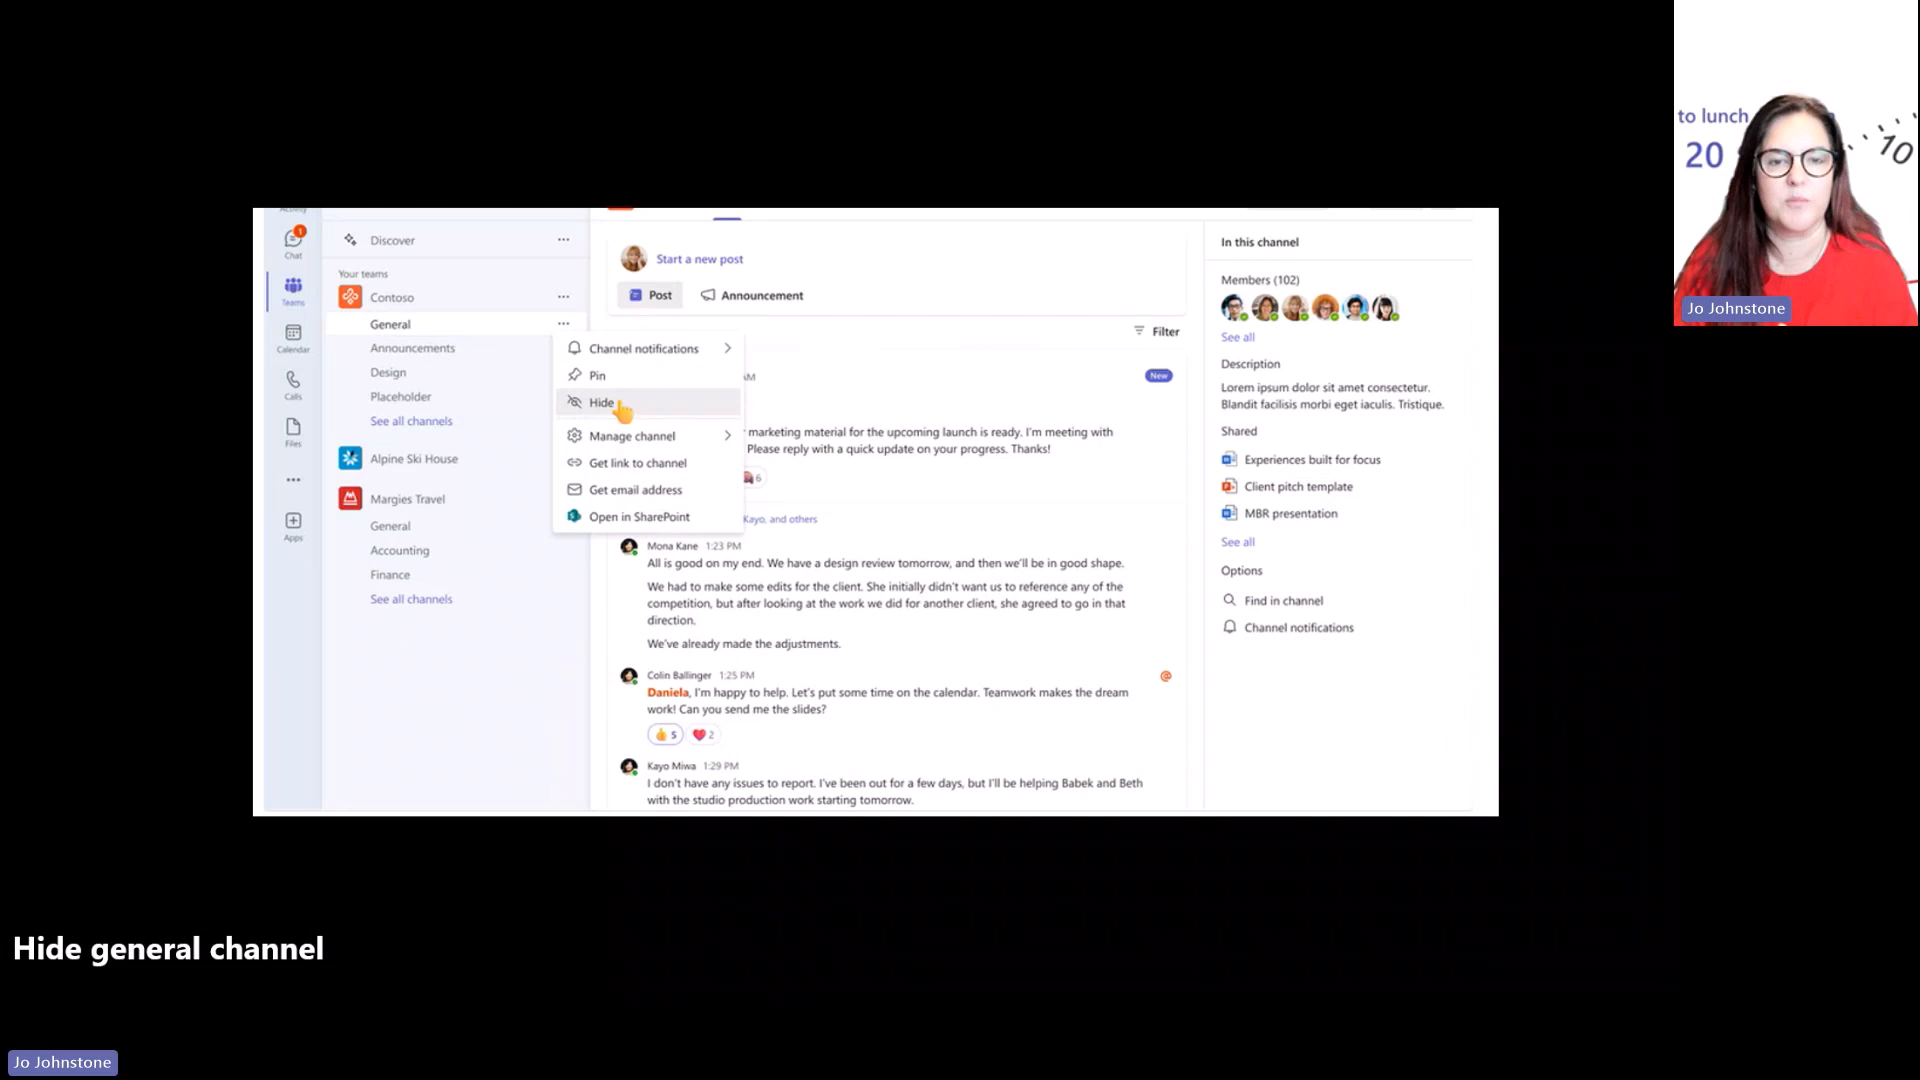 to lunch
20
10
Jo Johnstone
Chat
1
Teams
Calendar
Calls
Files
Apps
Discover
Your teams
Contoso
General
Announcements
Design
Placeholder
See all channels
Alpine Ski House
Margies Travel
General
Accounting
Finance
See all channels
Channel notifications
Pin
Hide
Manage channel
Get link to channel
Get email address
Open in SharePoint
Start a new post
Post
Announcement
Filter
AM
New
marketing material for the upcoming launch is ready. I'm meeting with
Please reply with a quick update on your progress. Thanks!
6
Kayo, and others
Mona Kane 1:23 PM
All is good on my end. We have a design review tomorrow, and then we'll be in good shape.
We had to make some edits for the client. She initially didn't want us to reference any of the
competition, but after looking at the work we did for another client, she agreed to go in that
direction.
We've already made the adjustments.
Colin Ballinger 1:25 PM
@
Daniela, I'm happy to help. Let's put some time on the calendar. Teamwork makes the dream
work! Can you send me the slides?
5
2
Kayo Miwa 1:29 PM
I don't have any issues to report. I've been out for a few days, but I'll be helping Babek and Beth
with the studio production work starting tomorrow.
In this channel
Members (102)
See all
Description
Lorem ipsum dolor sit amet consectetur.
Blandit facilisis morbi eget iaculis. Tristique.
Shared
Experiences built for focus
Client pitch template
MBR presentation
See all
Options
Find in channel
Channel notifications
Hide general channel
Jo Johnstone